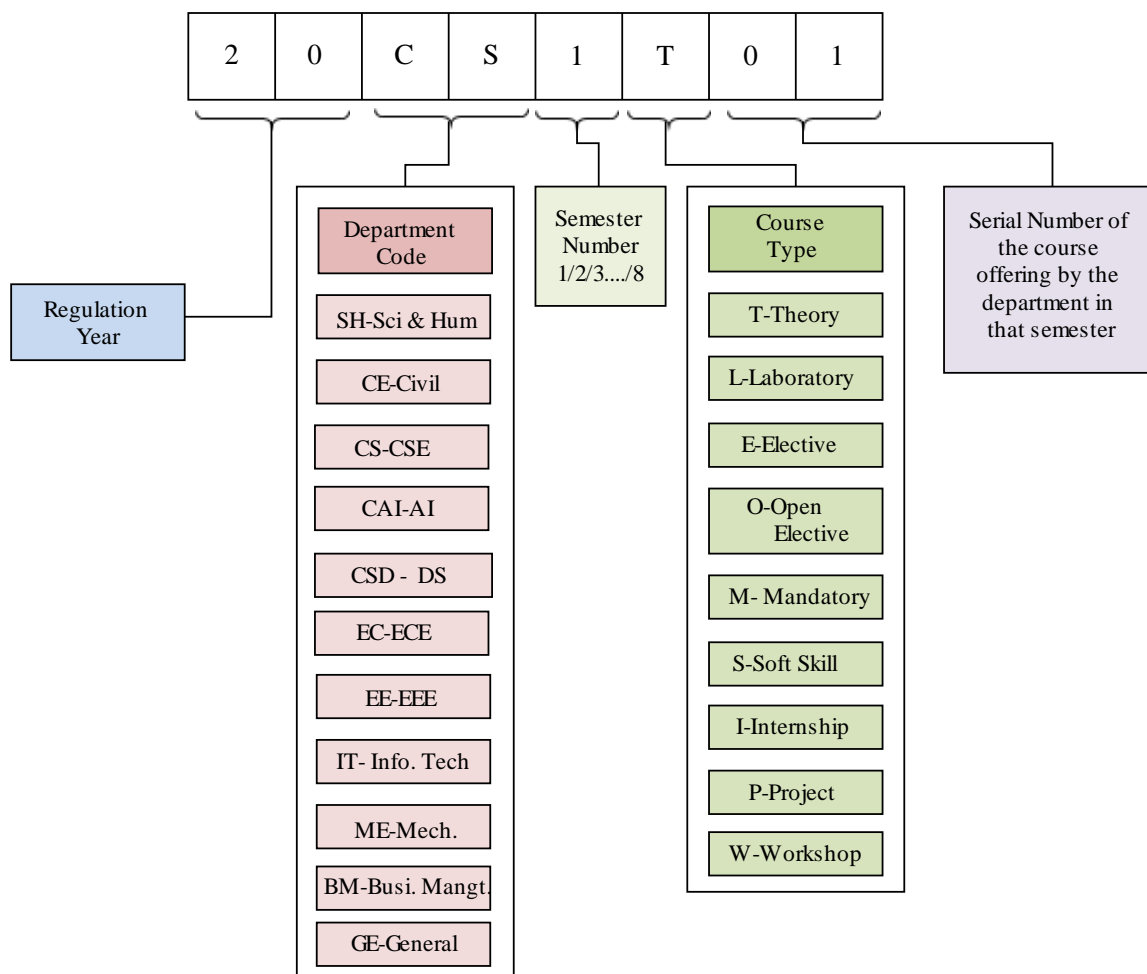 2 0 C S 1 T 0 1
Regulation
Year
Department
Code
SH-Sci & Hum
CE-Civil
CS-CSE
CAI-AI
CSD - DS
EC-ECE
EE-EEE
IT- Info. Tech
ME-Mech.
BM-Busi. Mangt.
GE-General
Semester
Number
1/2/3..../8
Course
Type
T-Theory
L-Laboratory
E-Elective
O-Open
Elective
M- Mandatory
S-Soft Skill
I-Internship
P-Project
W-Workshop
Serial Number of
the course
offering by the
department in
that semester